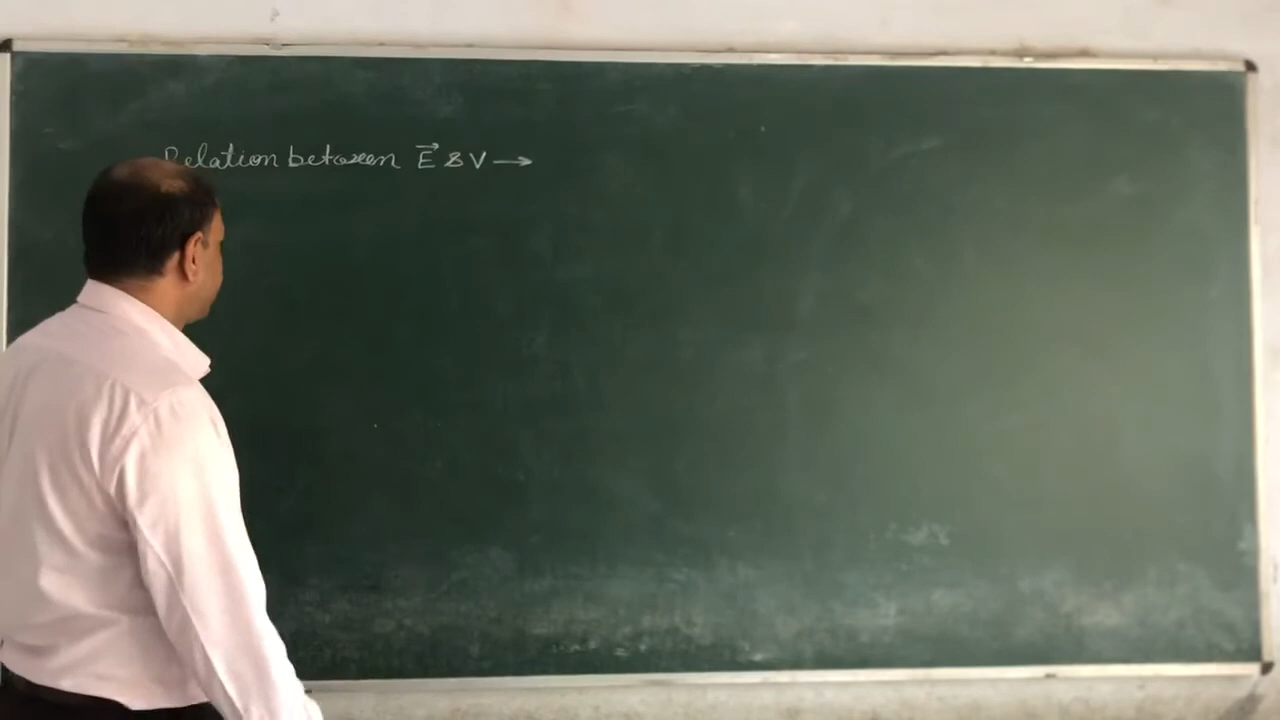 Relation between E⃗ & V →